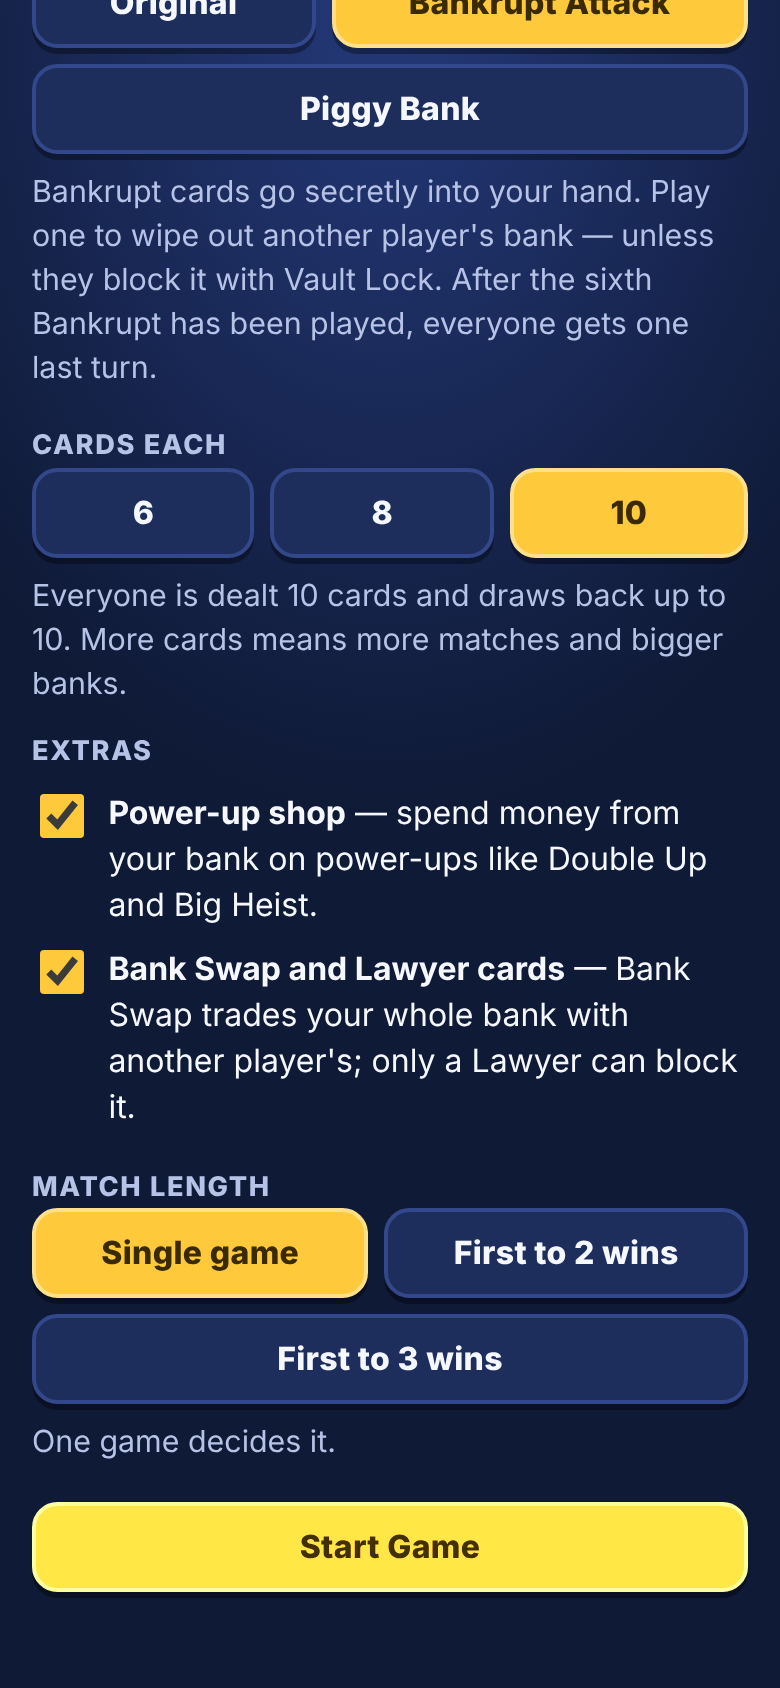 Original Bankrupt Attack
Piggy Bank
Bankrupt cards go secretly into your hand. Play
one to wipe out another player's bank — unless
they block it with Vault Lock. After the sixth
Bankrupt has been played, everyone gets one
last turn.
CARDS EACH
6 8 10
Everyone is dealt 10 cards and draws back up to
10. More cards means more matches and bigger
banks.
EXTRAS
Power-up shop — spend money from
your bank on power-ups like Double Up
and Big Heist.
Bank Swap and Lawyer cards — Bank
Swap trades your whole bank with
another player's; only a Lawyer can block
it.
MATCH LENGTH
Single game First to 2 wins
First to 3 wins
One game decides it.
Start Game